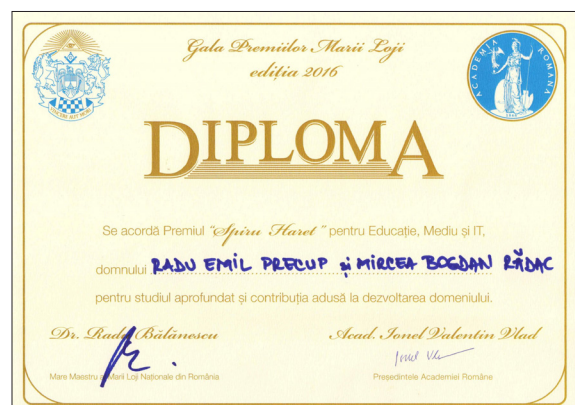 Gala Premiilor Marii Loji
ediția 2016
ACADEMIA ROMÂNĂ
DIPLOMA
Se acordă Premiul "Spiru Haret" pentru Educație, Mediu și IT,
domnului RADU EMIL PRECUP și MIRCEA BOGDAN RĂDAC
pentru studiul aprofundat și contribuția adusă la dezvoltarea domeniului.
Dr. Radu Bălănescu
Acad. Ionel Valentin Vlad
Mare Maestru al Marii Loji Naționale din România
Președintele Academiei Române